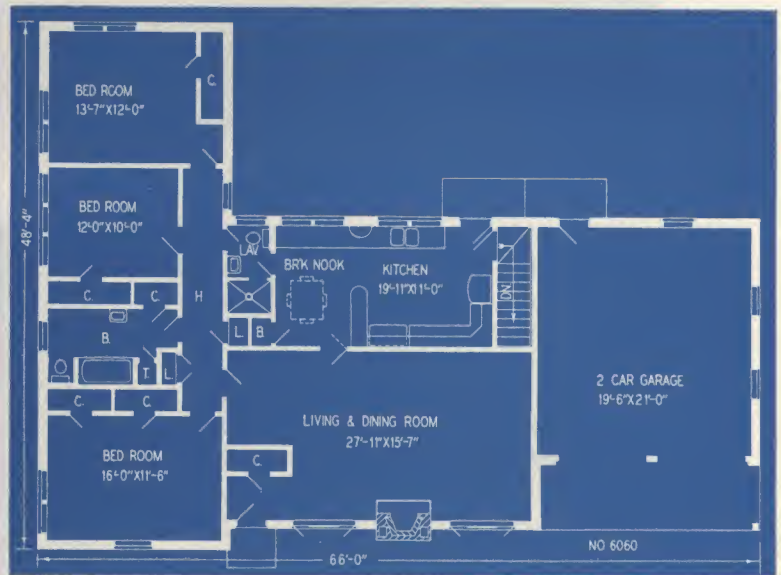 BED ROOM
13'-7"X12'-0"
C.
BED ROOM
12'-0"X10'-0"
48'-4"
C.
C.
H
LAV.
BR'K NOOK
KITCHEN
19'-11"X11'-0"
DN.
B.
L.
B.
T.
L.
C.
C.
2 CAR GARAGE
19'-6"X21'-0"
LIVING & DINING ROOM
27'-11"X15'-7"
BED ROOM
16'-0"X11'-6"
C.
66'-0"
NO 6060